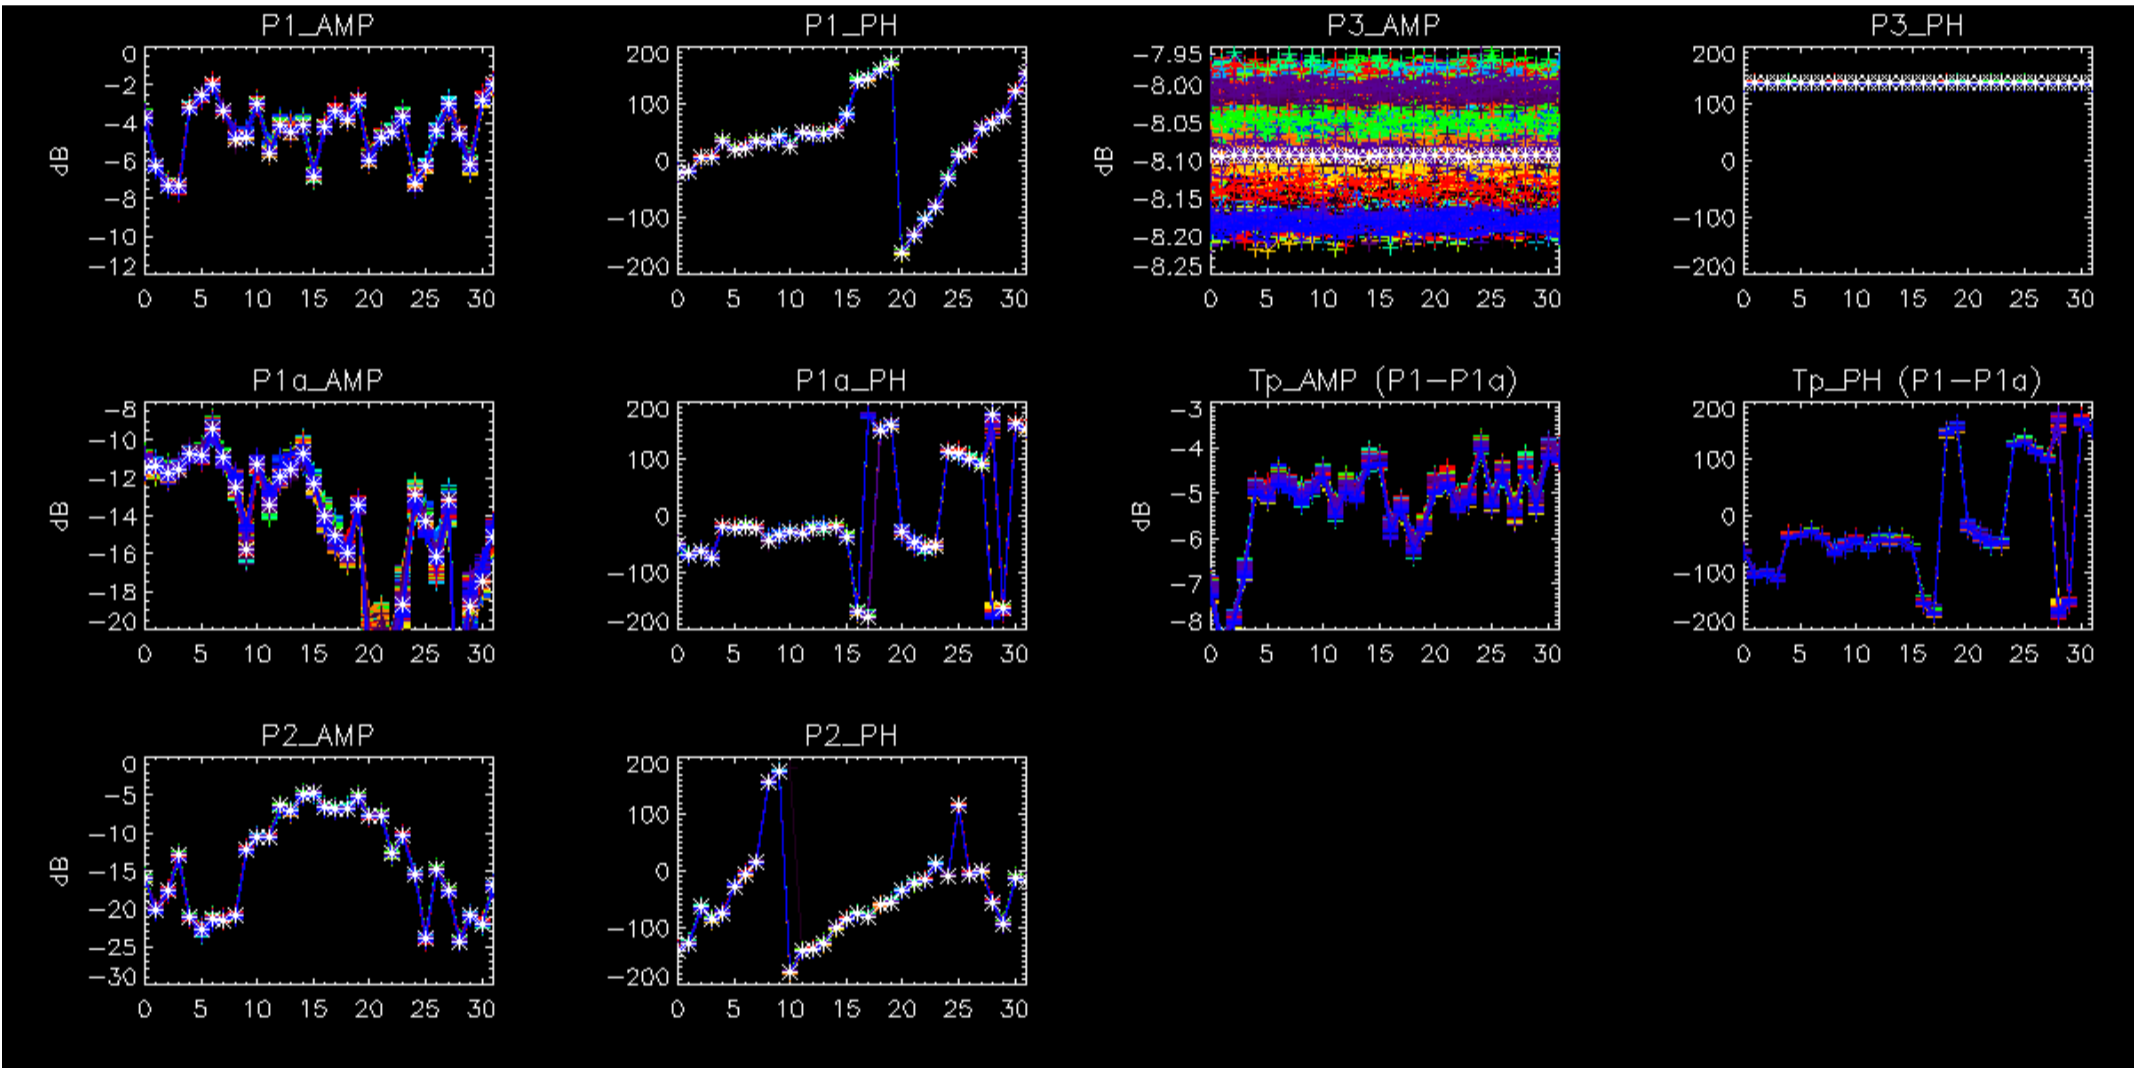 P1_AMP
0
−2
−4
−6
−8
−10
−12
dB
0 5 10 15 20 25 30
P1_PH
200
100
0
−100
−200
0 5 10 15 20 25 30
P3_AMP
−7.95
−8.00
−8.05
−8.10
−8.15
−8.20
−8.25
dB
0 5 10 15 20 25 30
P3_PH
200
100
0
−100
−200
0 5 10 15 20 25 30
P1a_AMP
−8
−10
−12
−14
−16
−18
−20
dB
0 5 10 15 20 25 30
P1a_PH
200
100
0
−100
−200
0 5 10 15 20 25 30
Tp_AMP (P1−P1a)
−3
−4
−5
−6
−7
−8
dB
0 5 10 15 20 25 30
Tp_PH (P1−P1a)
200
100
0
−100
−200
0 5 10 15 20 25 30
P2_AMP
0
−5
−10
−15
−20
−25
−30
dB
0 5 10 15 20 25 30
P2_PH
200
100
0
−100
−200
0 5 10 15 20 25 30